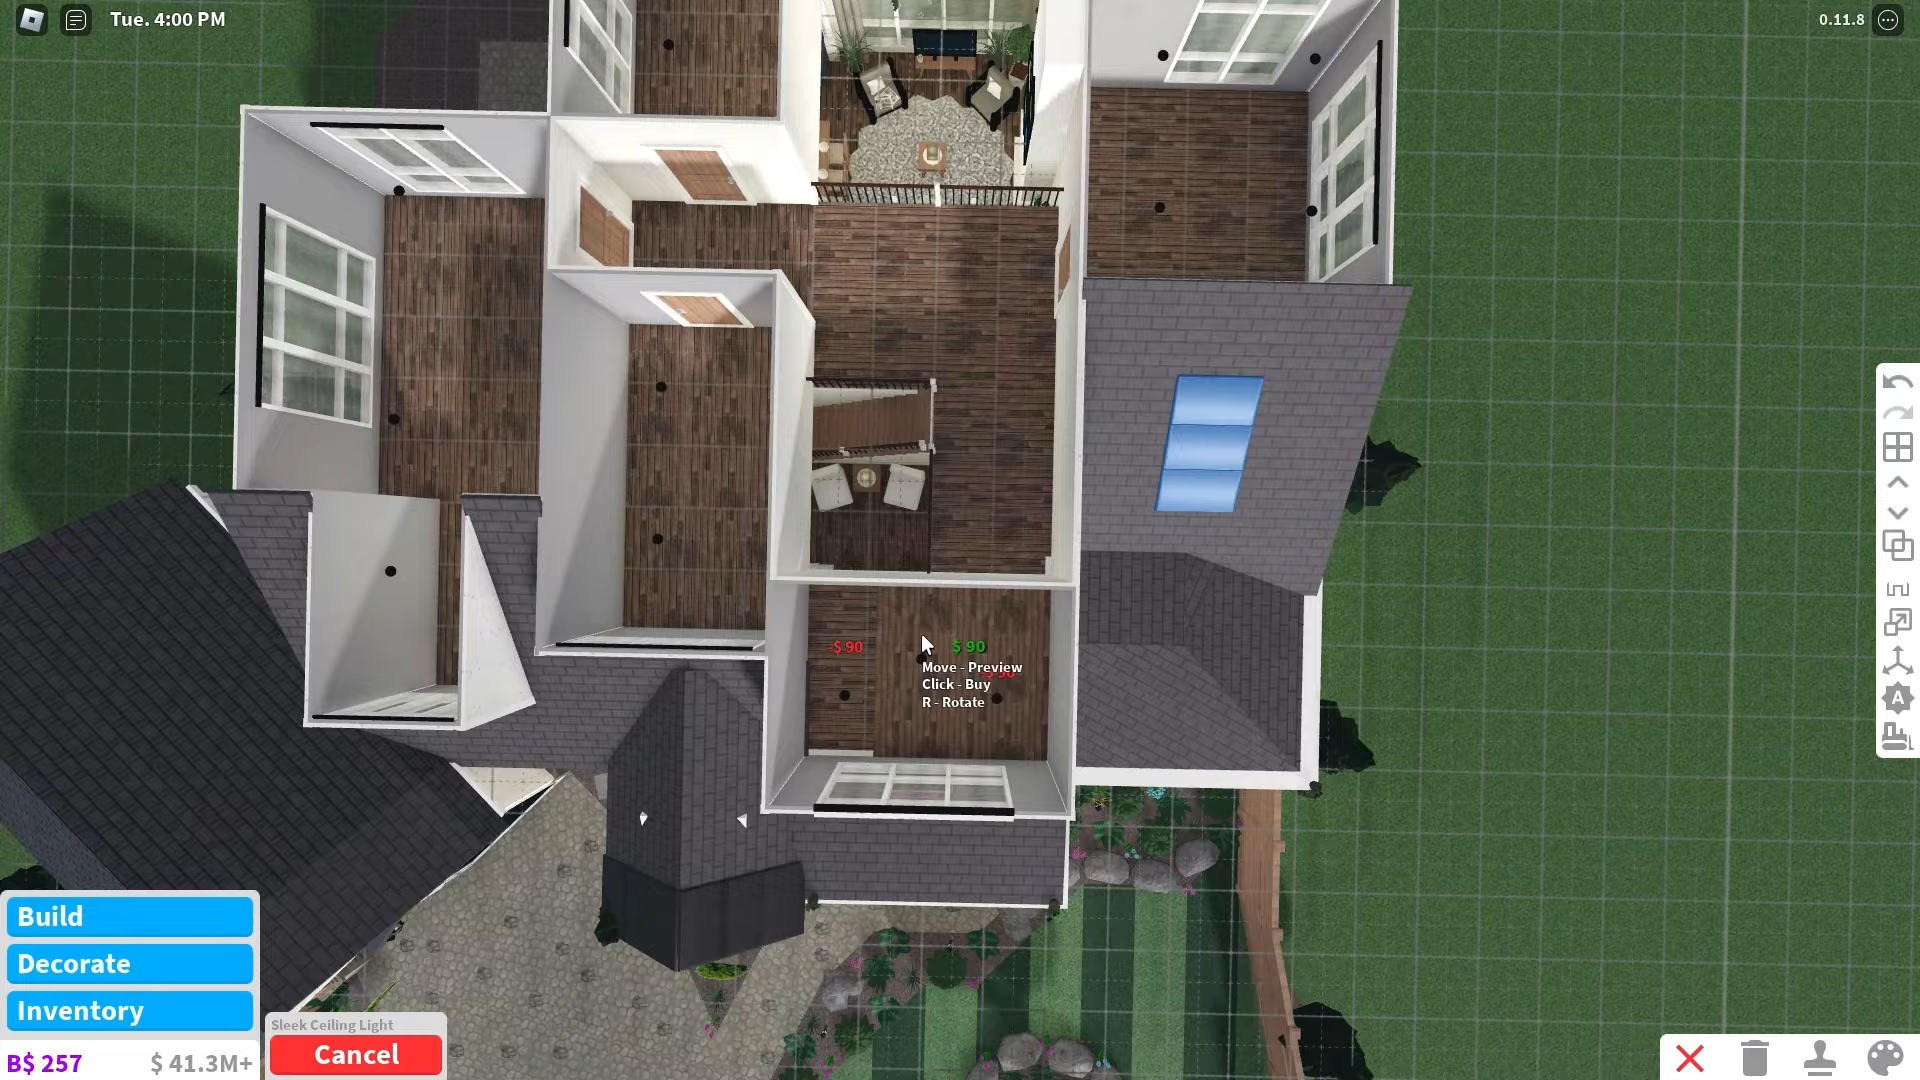 Tue. 4:00 PM
0.11.8
-$ 90
$ 90
Move - Preview
Click - Buy
R - Rotate
A
Build
Decorate
Inventory
Sleek Ceiling Light
Cancel
B$ 257
$ 41.3M+